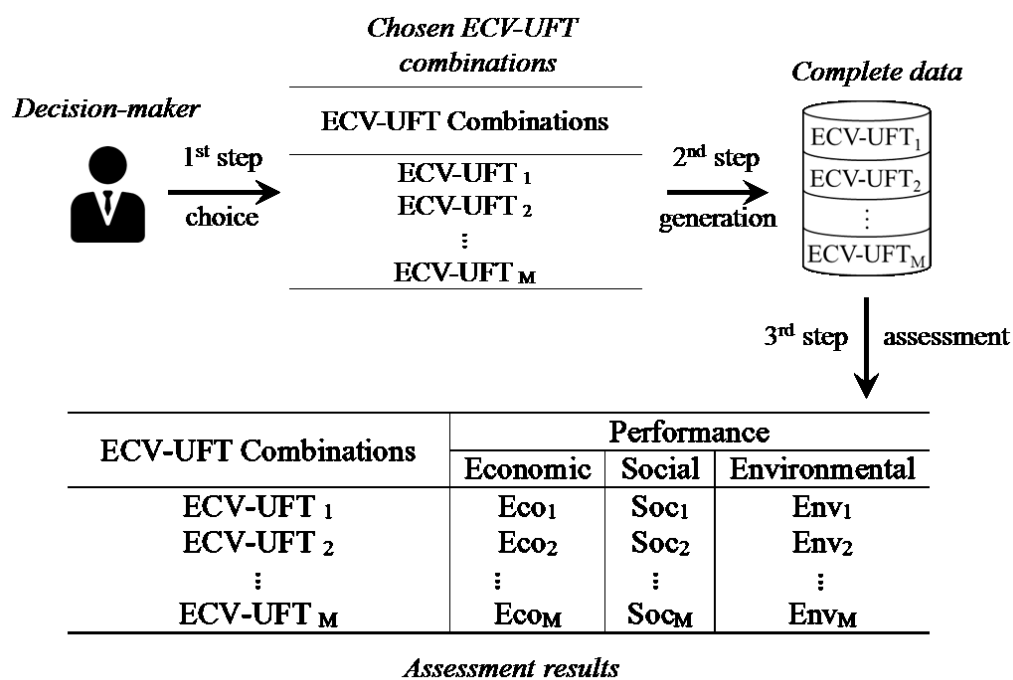 Decision-maker
1st step
choice
Chosen ECV-UFT
combinations
ECV-UFT Combinations
ECV-UFT 1
ECV-UFT 2
⋮
ECV-UFT M
2nd step
generation
Complete data
ECV-UFT1
ECV-UFT2
⋮
ECV-UFTM
3rd step assessment
ECV-UFT Combinations Performance
Economic Social Environmental
ECV-UFT 1 Eco1 Soc1 Env1
ECV-UFT 2 Eco2 Soc2 Env2
⋮ ⋮ ⋮ ⋮
ECV-UFT M EcoM SocM EnvM
Assessment results